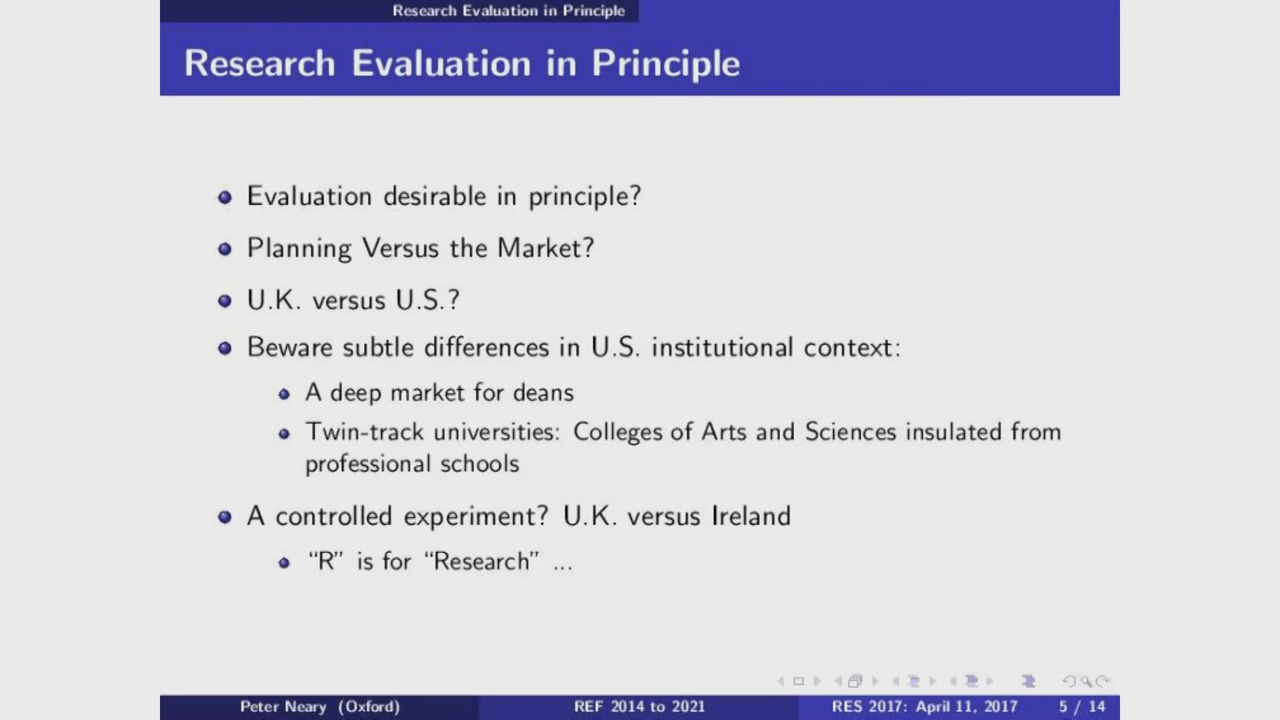 Research Evaluation in Principle
Research Evaluation in Principle
Evaluation desirable in principle?
Planning Versus the Market?
U.K. versus U.S.?
Beware subtle differences in U.S. institutional context:
A deep market for deans
Twin-track universities: Colleges of Arts and Sciences insulated from
professional schools
A controlled experiment? U.K. versus Ireland
“R” is for “Research” ...
Peter Neary (Oxford) REF 2014 to 2021 RES 2017: April 11, 2017 5 / 14